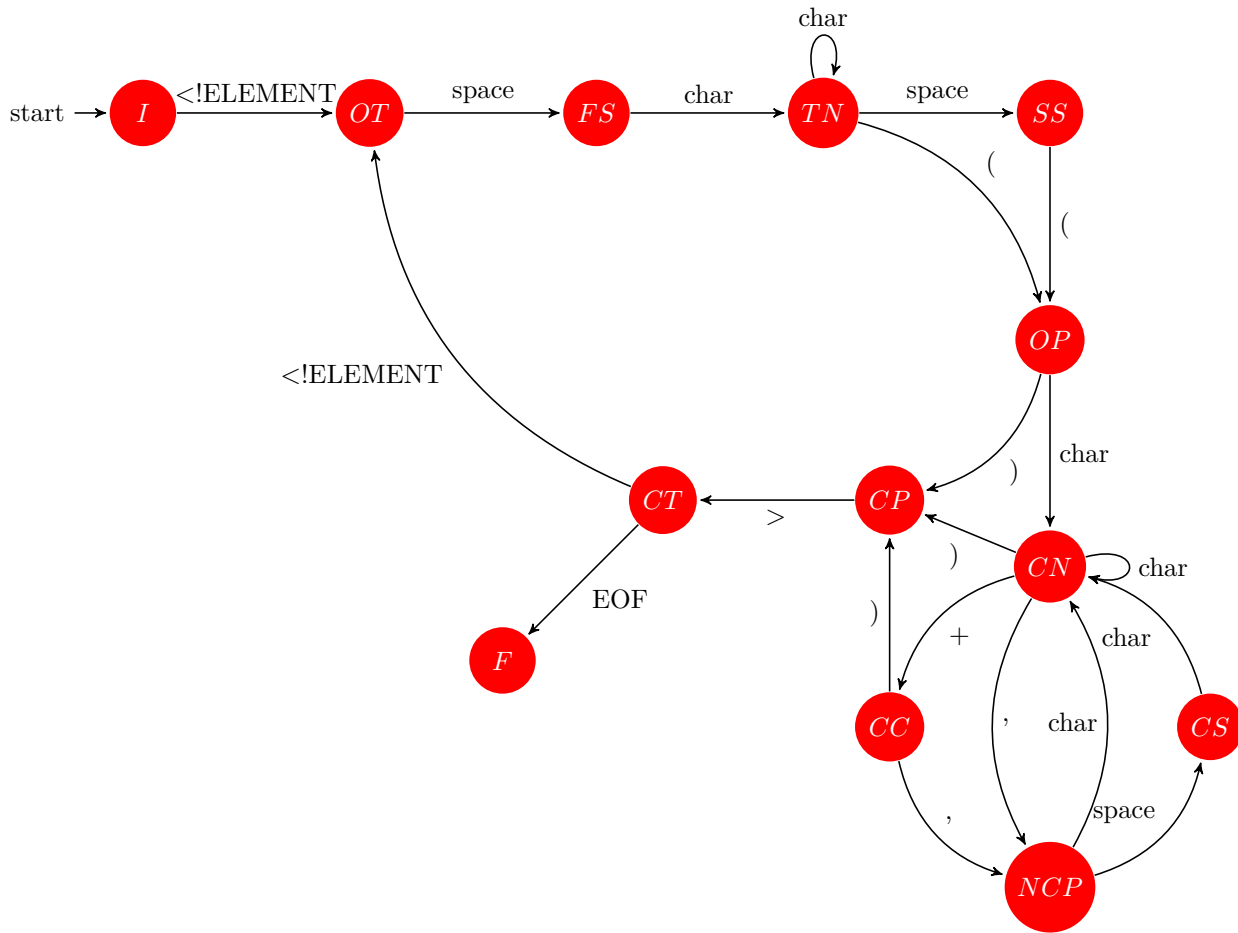 char
start
I
<!ELEMENT
OT
space
FS
char
TN
space
SS
(
(
OP
<!ELEMENT
)
char
CT
>
CP
)
CN
char
EOF
)
+
char
F
CC
,
char
CS
,
space
NCP